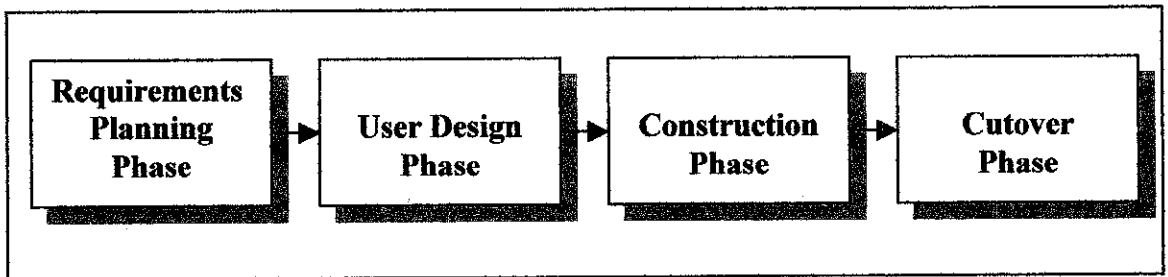 Requirements
Planning
Phase
User Design
Phase
Construction
Phase
Cutover
Phase